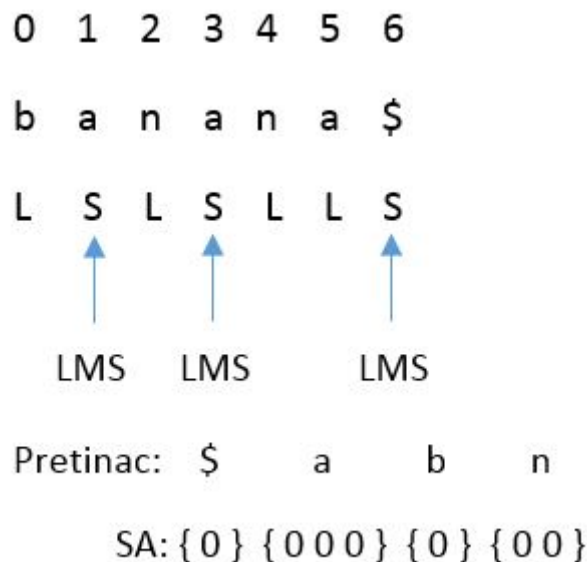 0 1 2 3 4 5 6
b a n a n a $
L S L S L L S
LMS LMS LMS
Pretinac: $ a b n
SA: { 0 } { 0 0 0 } { 0 } { 0 0 }